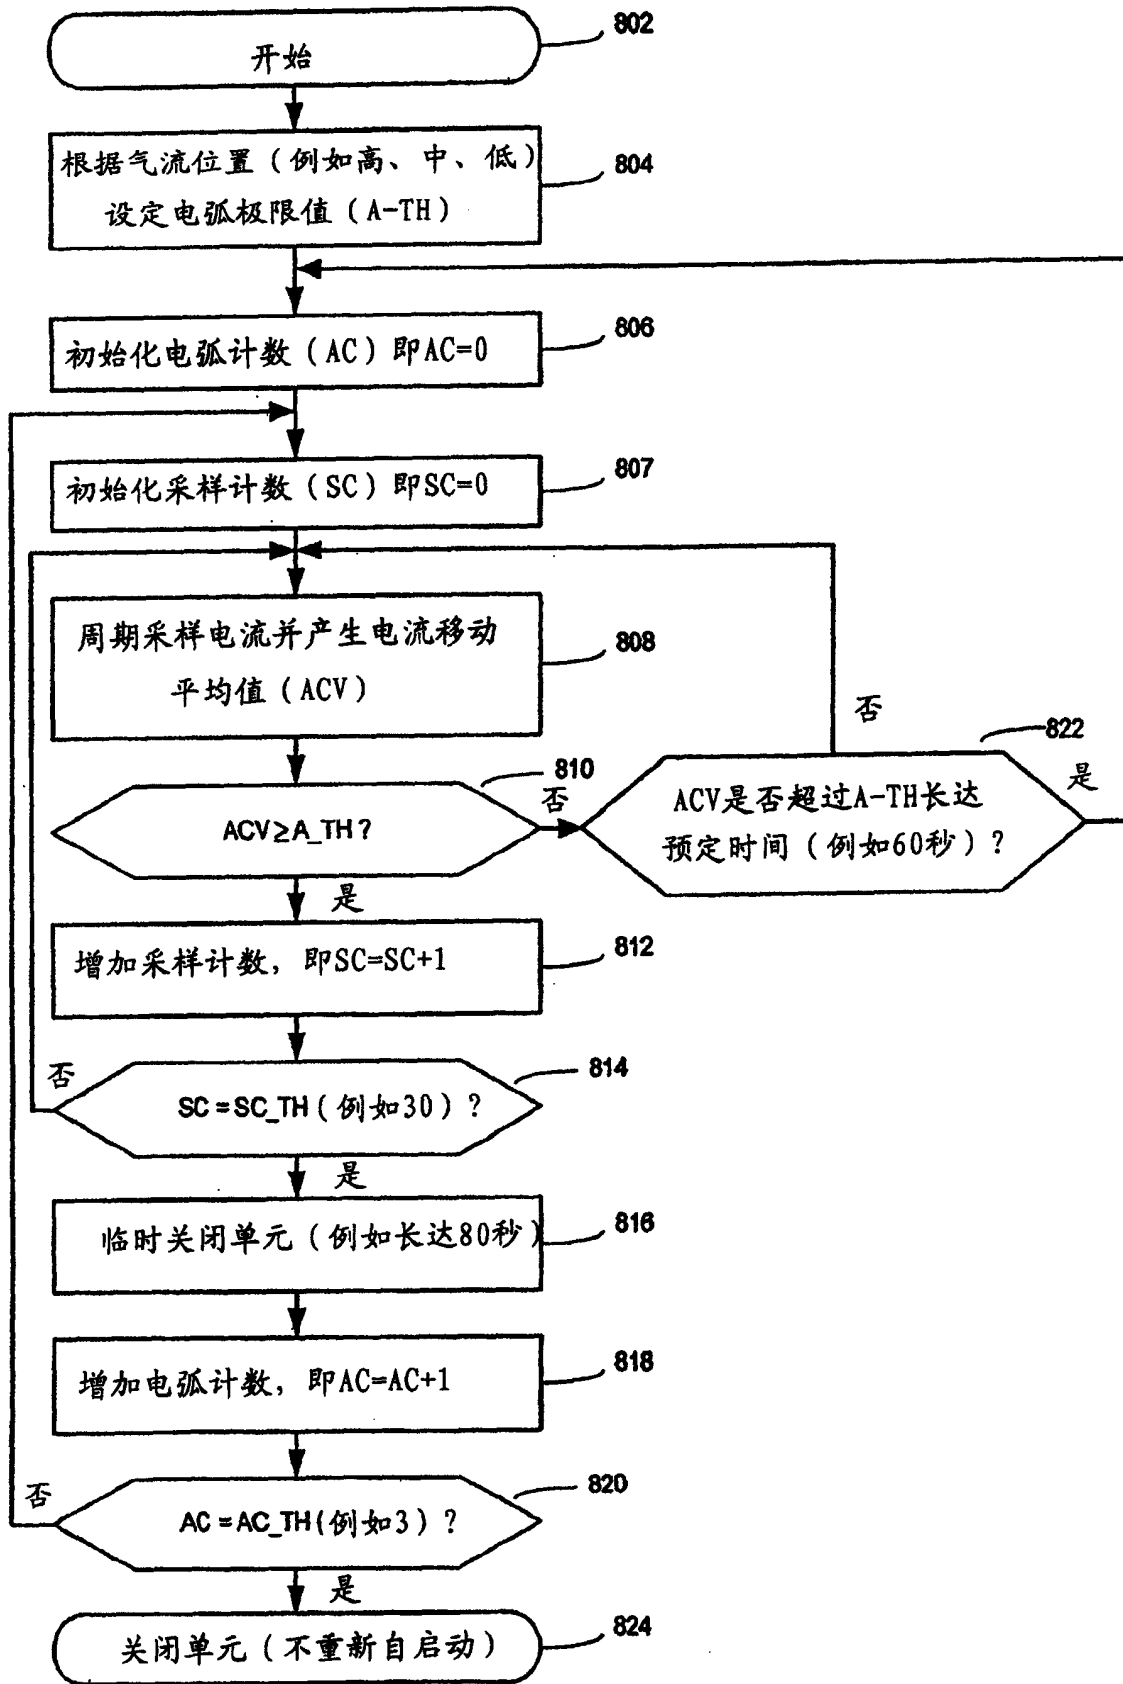 开始
802
根据气流位置（例如高、中、低）
设定电弧极限值（A-TH）
804
初始化电弧计数（AC）即AC=0
806
初始化采样计数（SC）即SC=0
807
周期采样电流并产生电流移动
平均值（ACV）
808
ACV≥A_TH？
810
否
是
ACV是否超过A-TH长达
预定时间（例如60秒）？
822
否
是
增加采样计数，即SC=SC+1
812
SC=SC_TH（例如30）？
814
否
是
临时关闭单元（例如长达80秒）
816
增加电弧计数，即AC=AC+1
818
AC=AC_TH(例如3)？
820
否
是
关闭单元（不重新自启动）
824